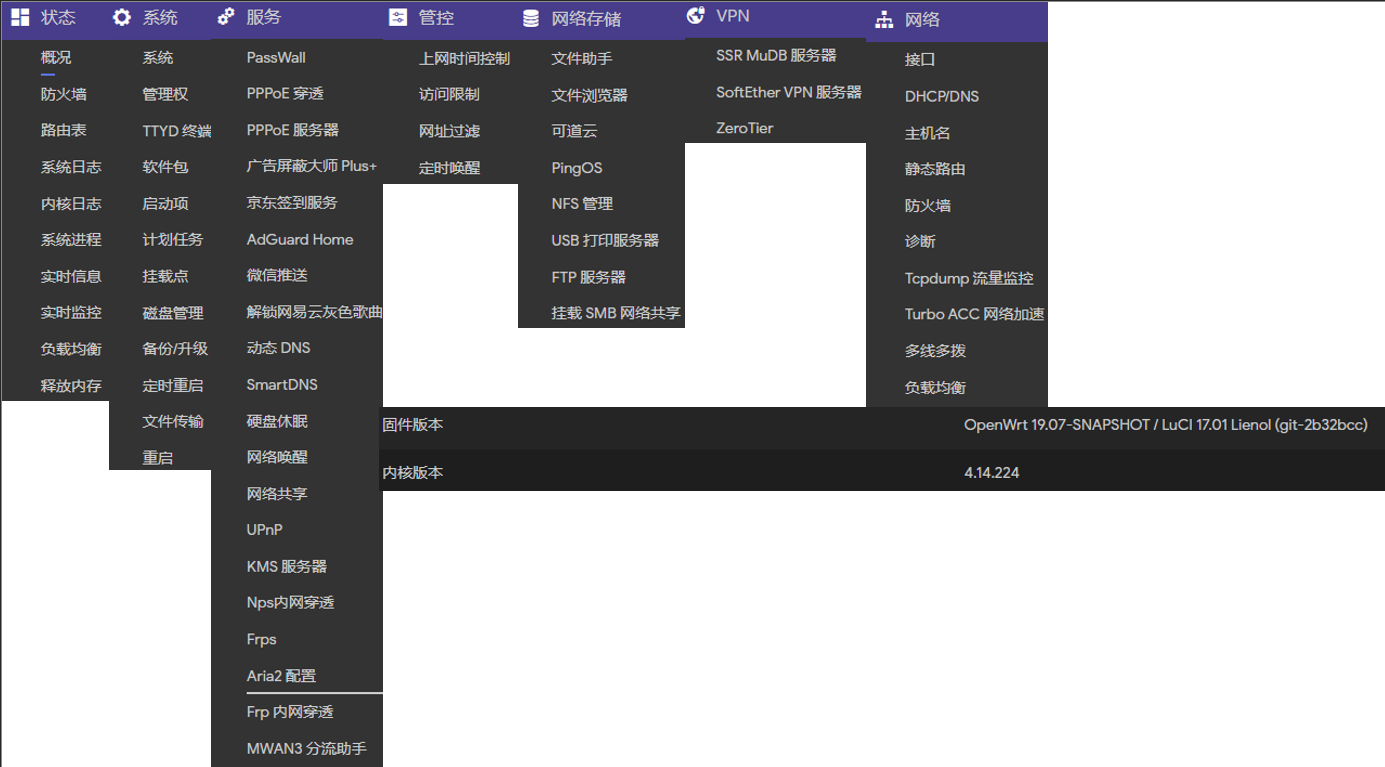 状态
概况
防火墙
路由表
系统日志
内核日志
系统进程
实时信息
实时监控
负载均衡
释放内存
系统
系统
管理权
TTYD 终端
软件包
启动项
计划任务
挂载点
磁盘管理
备份/升级
定时重启
文件传输
重启
服务
PassWall
PPPoE 穿透
PPPoE 服务器
广告屏蔽大师 Plus+
京东签到服务
AdGuard Home
微信推送
解锁网易云灰色歌曲
动态 DNS
SmartDNS
硬盘休眠
网络唤醒
网络共享
UPnP
KMS 服务器
Nps内网穿透
Frps
Aria2 配置
Frp 内网穿透
MWAN3 分流助手
管控
上网时间控制
访问限制
网址过滤
定时唤醒
网络存储
文件助手
文件浏览器
可道云
PingOS
NFS 管理
USB 打印服务器
FTP 服务器
挂载 SMB 网络共享
VPN
SSR MuDB 服务器
SoftEther VPN 服务器
ZeroTier
网络
接口
DHCP/DNS
主机名
静态路由
防火墙
诊断
Tcpdump 流量监控
Turbo ACC 网络加速
多线多拨
负载均衡
固件版本 OpenWrt 19.07-SNAPSHOT / LuCI 17.01 Lienol (git-2b32bcc)
内核版本 4.14.224